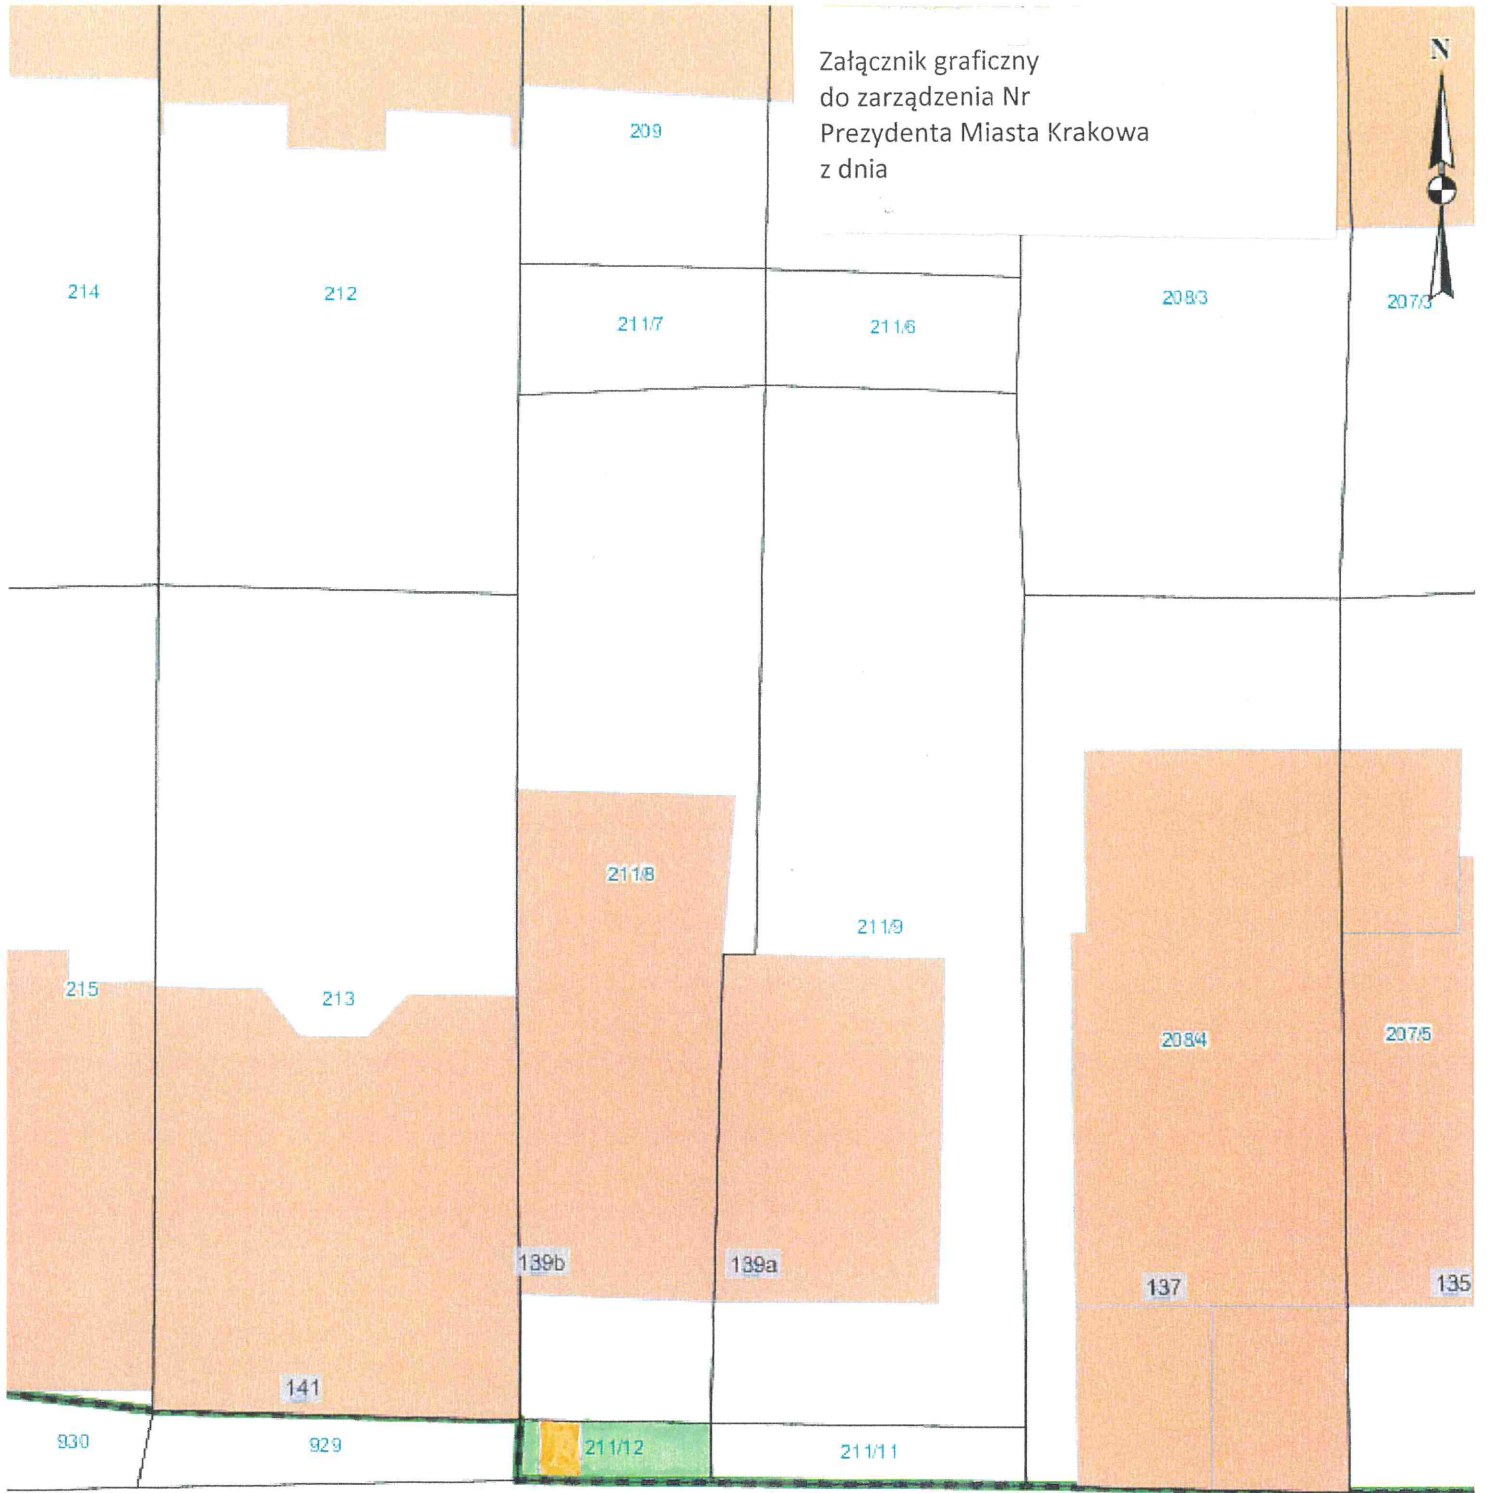 Załącznik graficzny
do zarządzenia Nr
Prezydenta Miasta Krakowa
z dnia
N
209
214
212
211/7
211/6
208/3
207/3
211/8
211/9
215
213
208/4
207/5
139b
139a
137
135
141
930
929
211/12
211/11